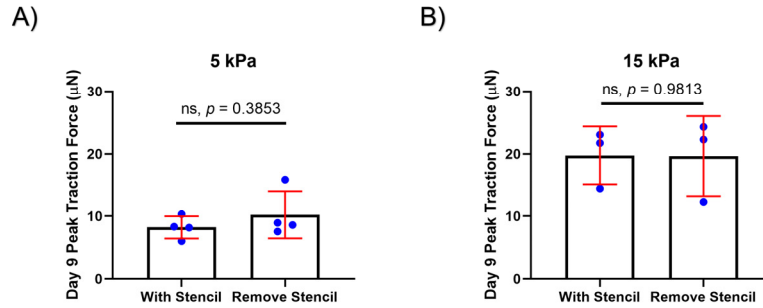 A)
5 kPa
Day 9 Peak Traction Force (μN)
30
20
10
0
ns, p = 0.3853
With Stencil
Remove Stencil
B)
15 kPa
Day 9 Peak Traction Force (μN)
30
20
10
0
ns, p = 0.9813
With Stencil
Remove Stencil